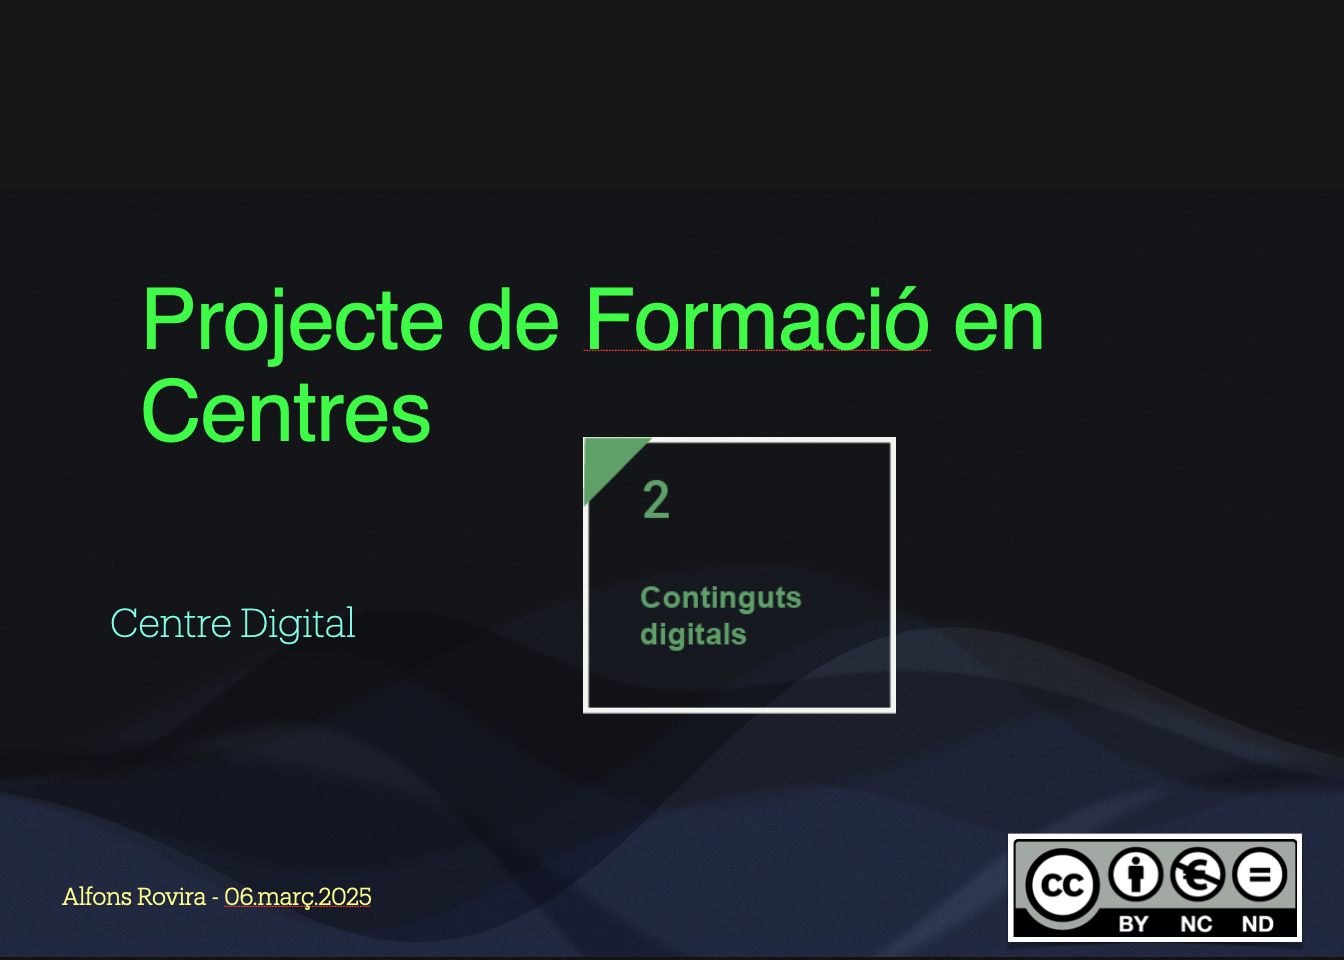 Projecte de Formació en
Centres
2
Continguts
digitals
Centre Digital
Alfons Rovira - 06.març.2025
cc
BY NC ND